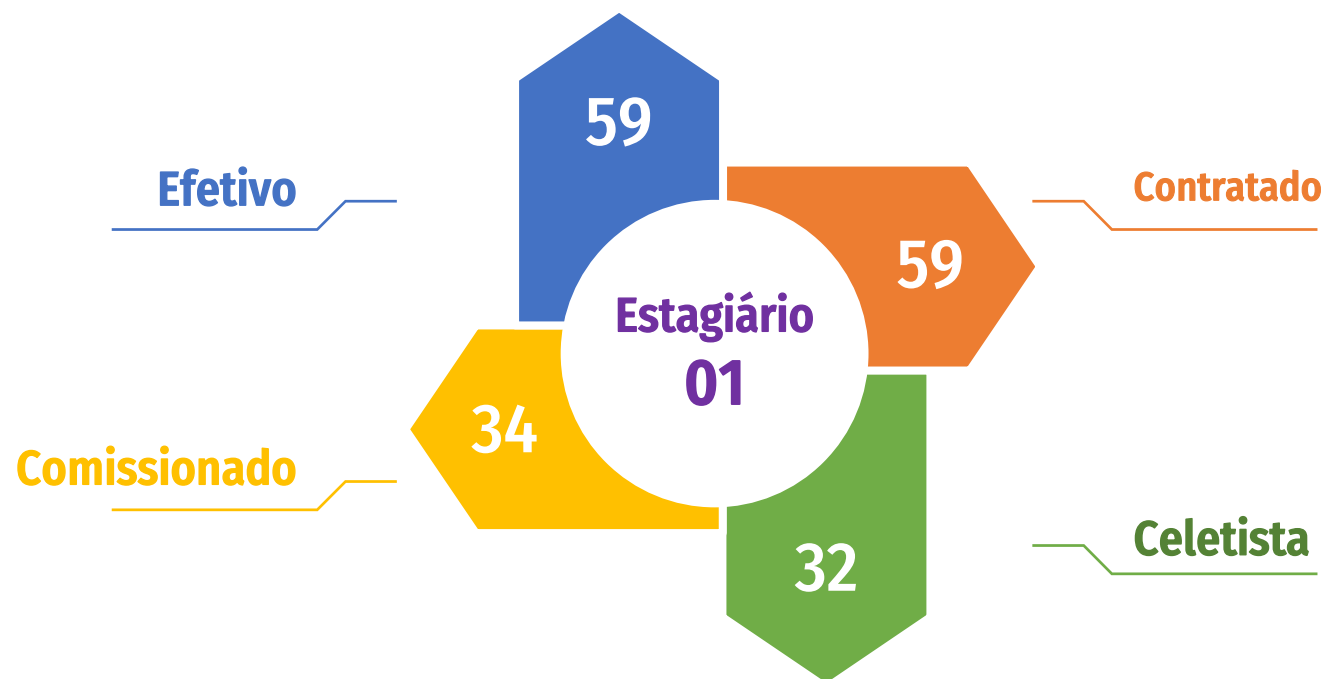 59
Efetivo
Contratado
59
Estagiário
01
34
Comissionado
Celetista
32